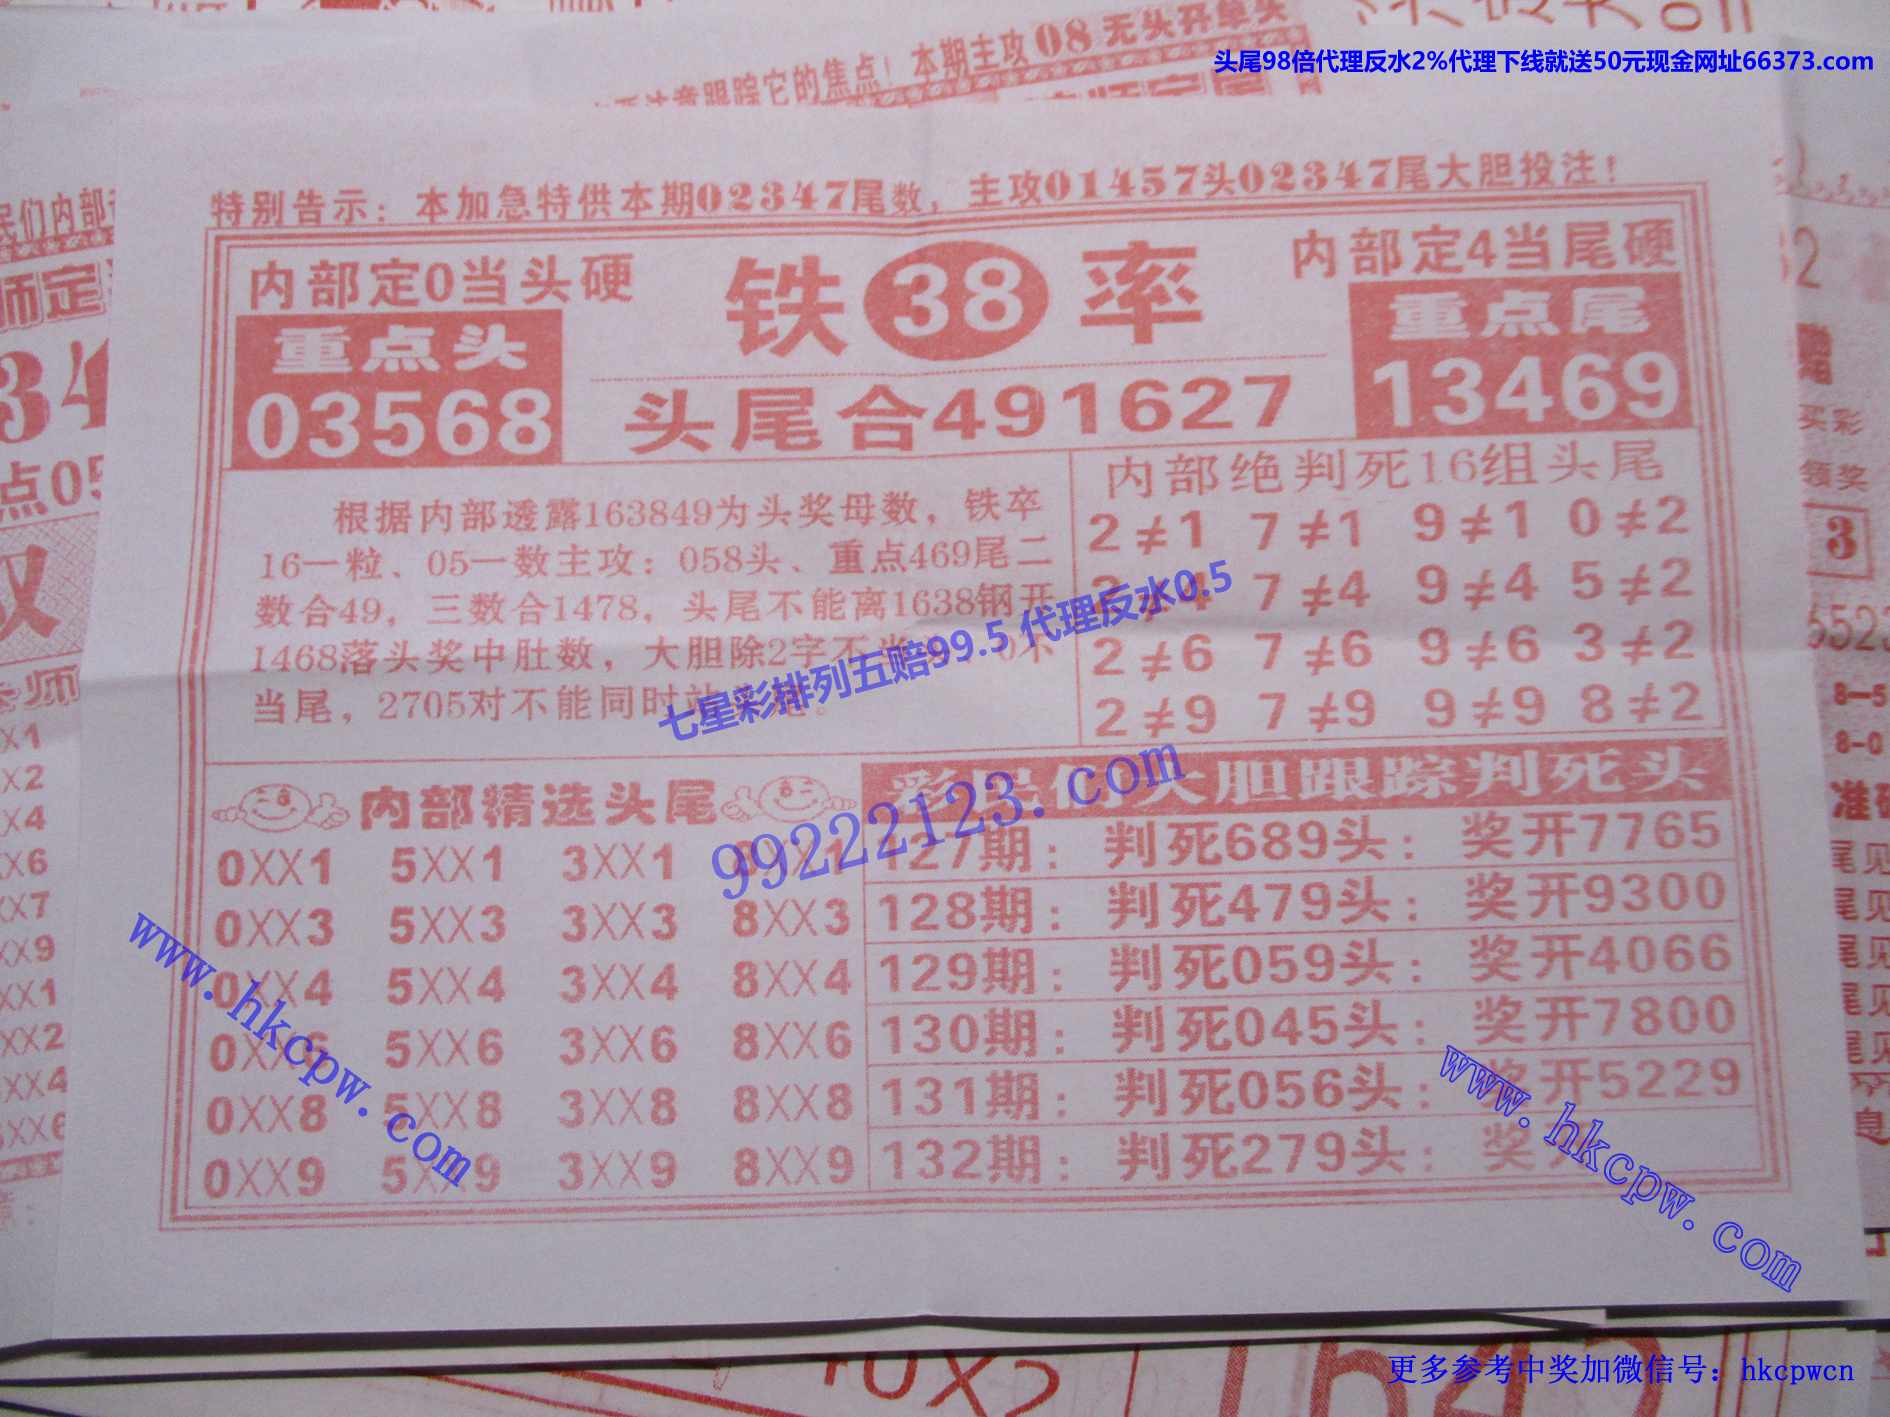 头尾98倍代理反水2%代理下线就送50元现金网址66373.com
它的焦点！本期主攻08无头开单头
特别告示：本加急特供本期02347尾数，主攻01457头02347尾大胆投注！
内部定0当头硬
重点头
03568
铁38率
头尾合491627
内部定4当尾硬
重点尾
13469
根据内部透露163849为头奖母数，铁卒
16一粒、05一数主攻：058头、重点469尾二
数合49，三数合1478，头尾不能离1638钢开
1468落头奖中肚数，大胆除2字不当
当尾，2705对不能同时
内部绝判死16组头尾
2≠1 7≠1 9≠1 0≠2
7≠4 9≠4 5≠2
2≠6 7≠6 9≠6 3≠2
2≠9 7≠9 9≠9 8≠2
七星彩排列五赔99.5 代理反水0.5
99222123.com
内部精选头尾
0XX1 5XX1 3XX1
0XX3 5XX3 3XX3 8XX3
0XX4 5XX4 3XX4 8XX4
5XX6 3XX6 8XX6
0XX8 5XX8 3XX8 8XX8
0XX9 5XX9 3XX9 8XX9
大胆跟踪判死头
127期：判死689头：奖开7765
128期：判死479头：奖开9300
129期：判死059头：奖开4066
130期：判死045头：奖开7800
131期：判死056头：奖开5229
132期：判死279头：奖
www.hkcpw.com
www.hkcpw.com
更多参考中奖加微信号：hkcpwcn